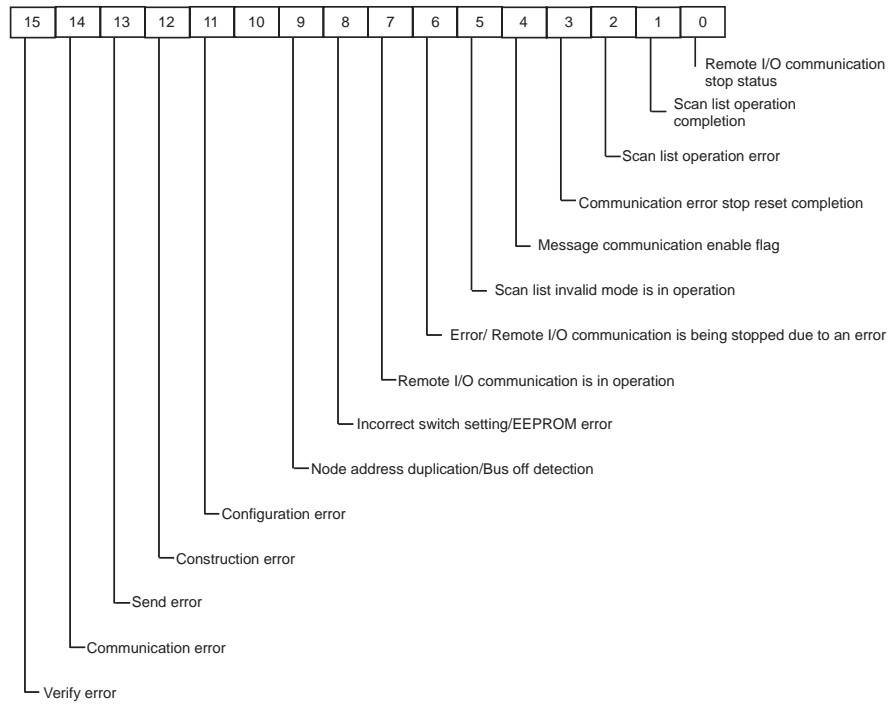 15 14 13 12 11 10 9 8 7 6 5 4 3 2 1 0
Remote I/O communication
stop status
Scan list operation
completion
Scan list operation error
Communication error stop reset completion
Message communication enable flag
Scan list invalid mode is in operation
Error/ Remote I/O communication is being stopped due to an error
Remote I/O communication is in operation
Incorrect switch setting/EEPROM error
Node address duplication/Bus off detection
Configuration error
Construction error
Send error
Communication error
Verify error